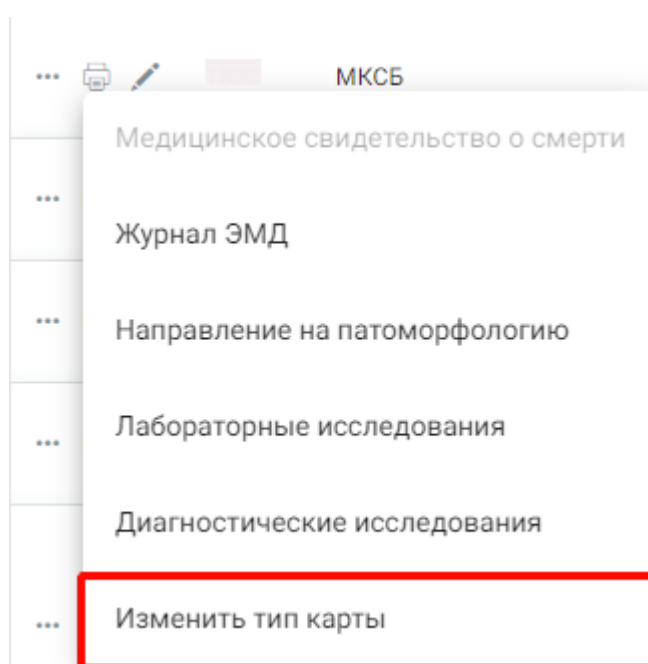 МКСБ
Медицинское свидетельство о смерти
Журнал ЭМД
Направление на патоморфологию
Лабораторные исследования
Диагностические исследования
Изменить тип карты